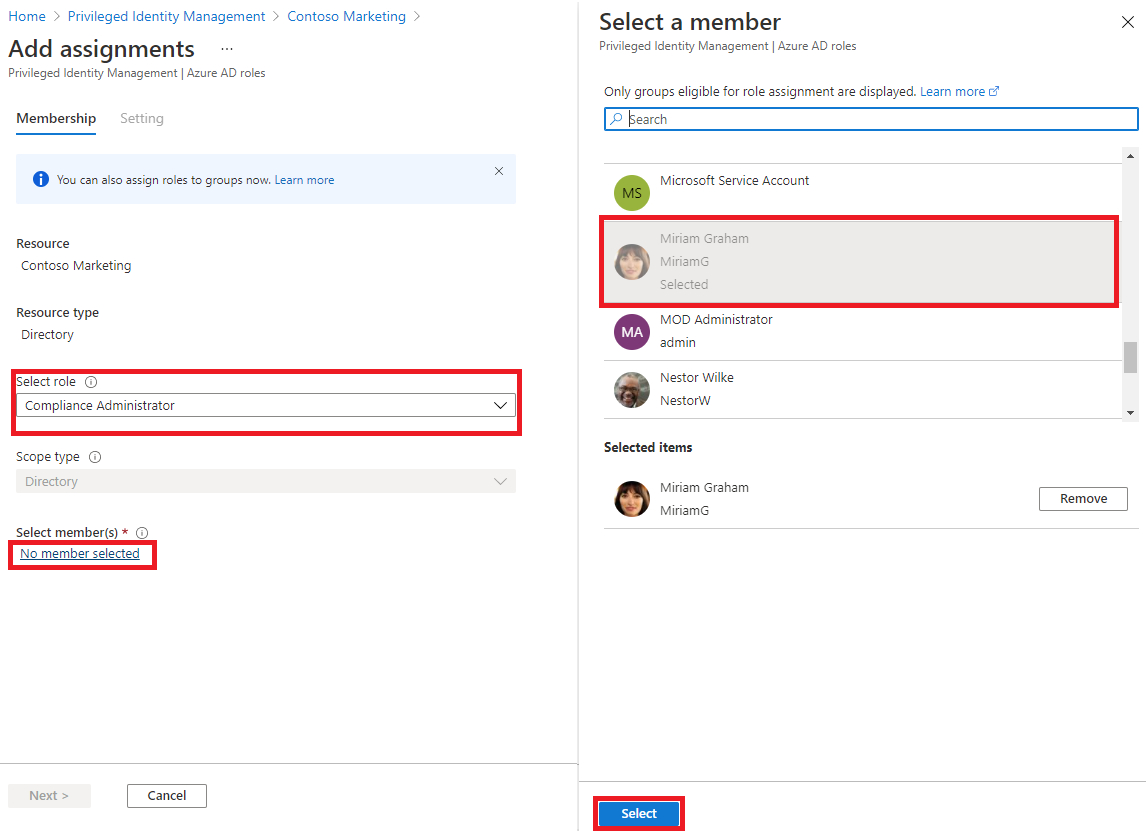 Home > Privileged Identity Management > Contoso Marketing >
Add assignments ...
Privileged Identity Management | Azure AD roles
Membership Setting
You can also assign roles to groups now. Learn more
Resource
Contoso Marketing
Resource type
Directory
Select role
Compliance Administrator
Scope type
Directory
Select member(s) *
No member selected
Next >
Cancel
Select a member
Privileged Identity Management | Azure AD roles
Only groups eligible for role assignment are displayed. Learn more
Search
MS
Microsoft Service Account
Miriam Graham
MiriamG
Selected
MA
MOD Administrator
admin
Nestor Wilke
NestorW
Selected items
Miriam Graham
MiriamG
Remove
Select